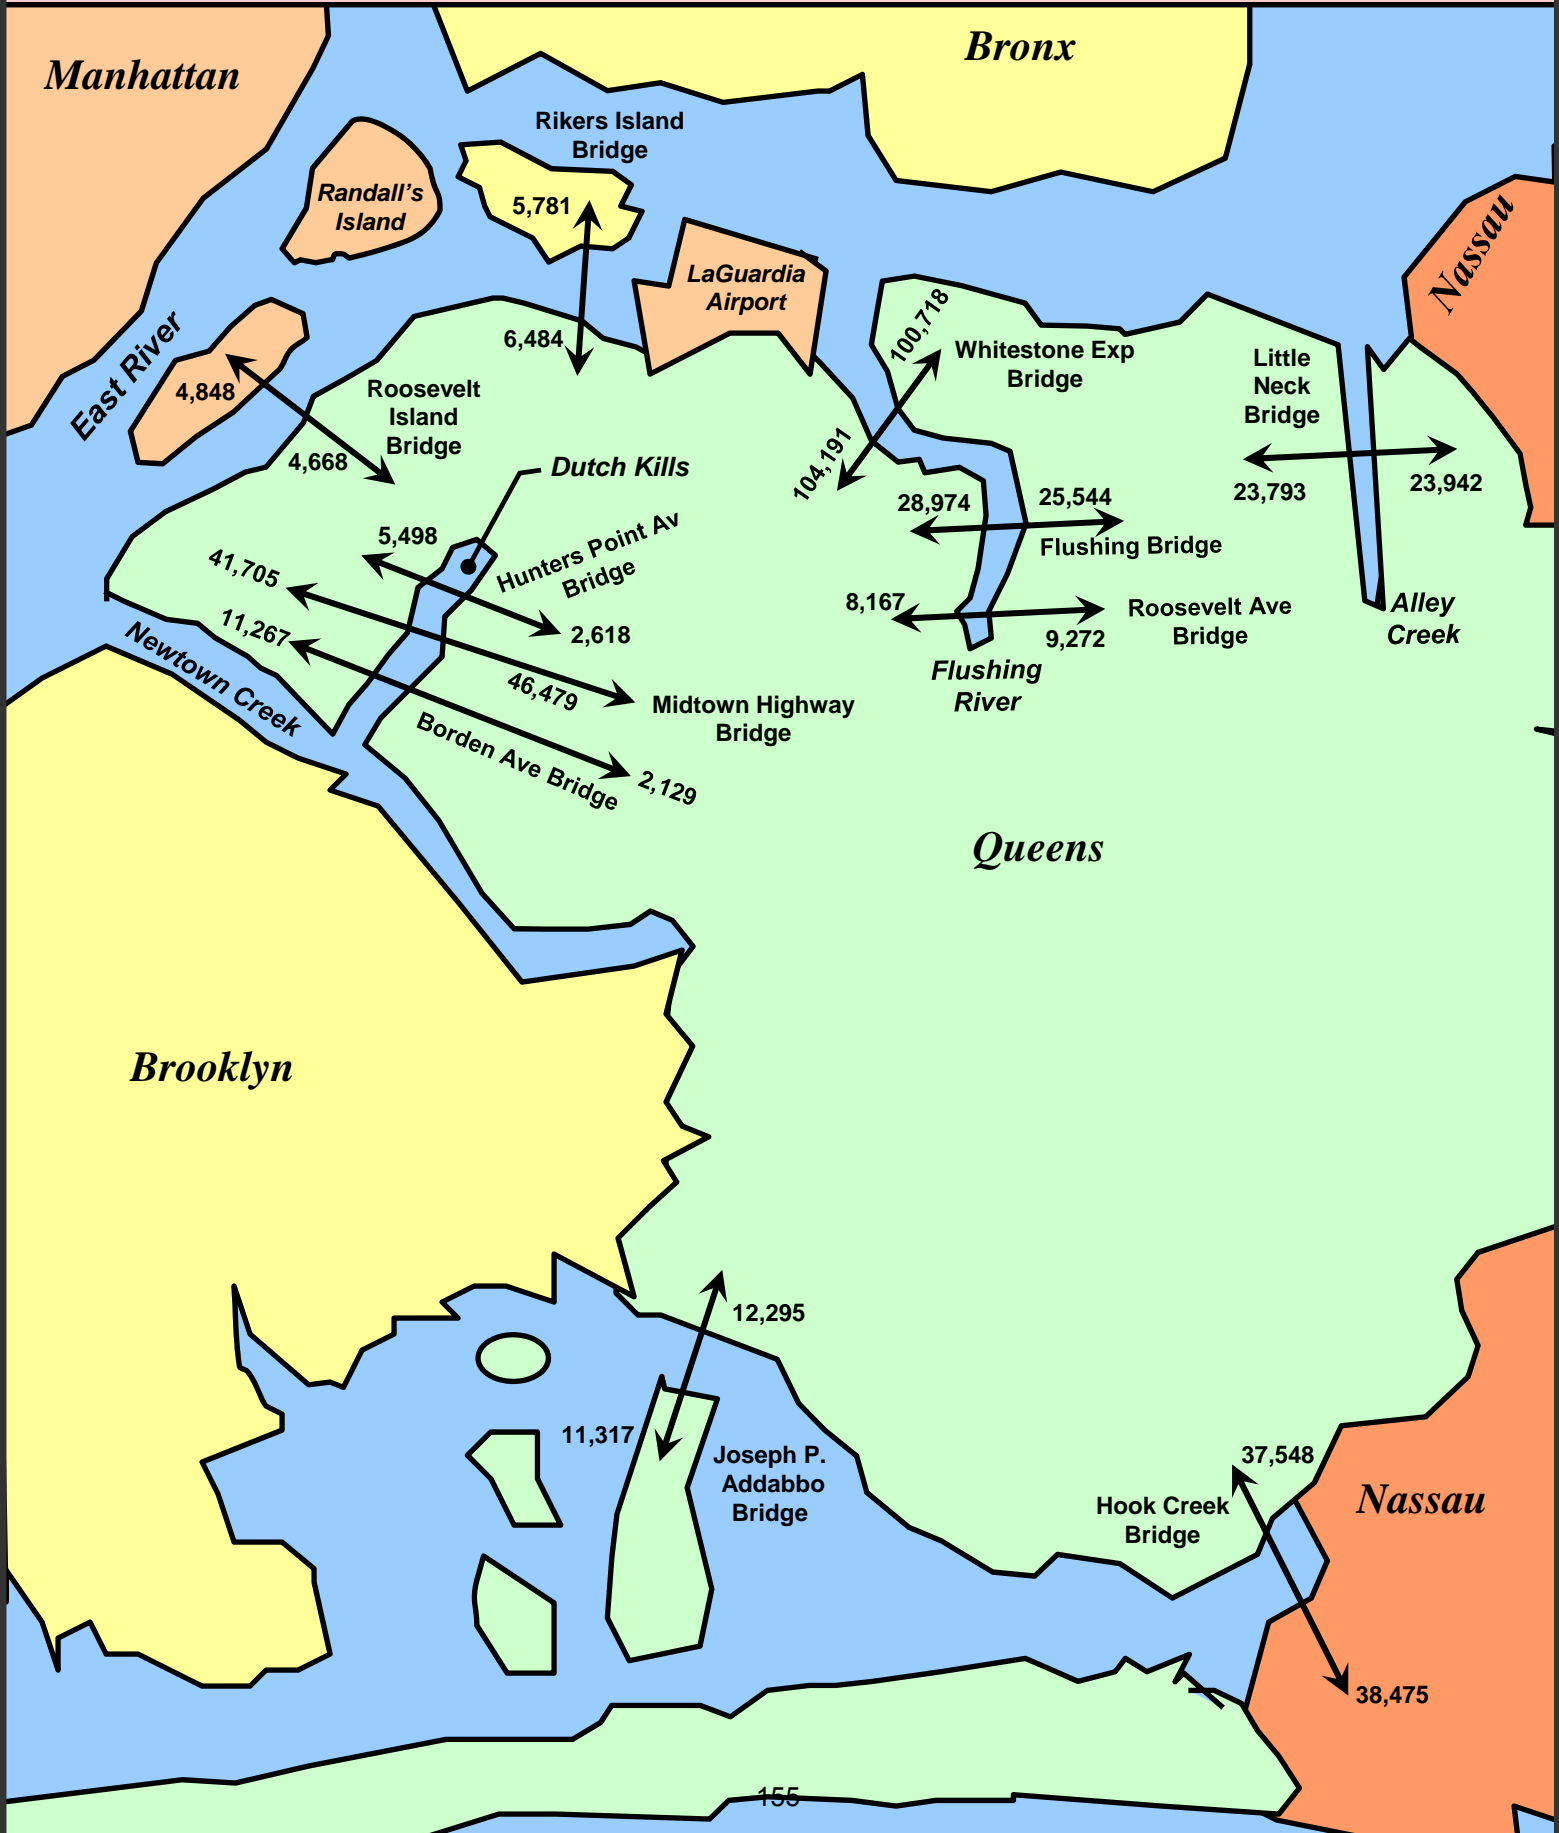 Manhattan
Bronx
Rikers Island
Bridge
Randall's
Island
5,781
Nassau
LaGuardia
Airport
6,484
100,718
Whitestone Exp
Bridge
Little
Neck
Bridge
East River
4,848
Roosevelt
Island
Bridge
4,668
104,191
23,793
23,942
Dutch Kills
28,974
25,544
Flushing Bridge
5,498
Hunters Point Av
Bridge
41,705
2,618
11,267
8,167
9,272
Roosevelt Ave
Bridge
Alley
Creek
Newtown Creek
Flushing
River
46,479
Midtown Highway
Bridge
Borden Ave Bridge
2,129
Queens
Brooklyn
12,295
11,317
Joseph P.
Addabbo
Bridge
37,548
Hook Creek
Bridge
Nassau
38,475
155